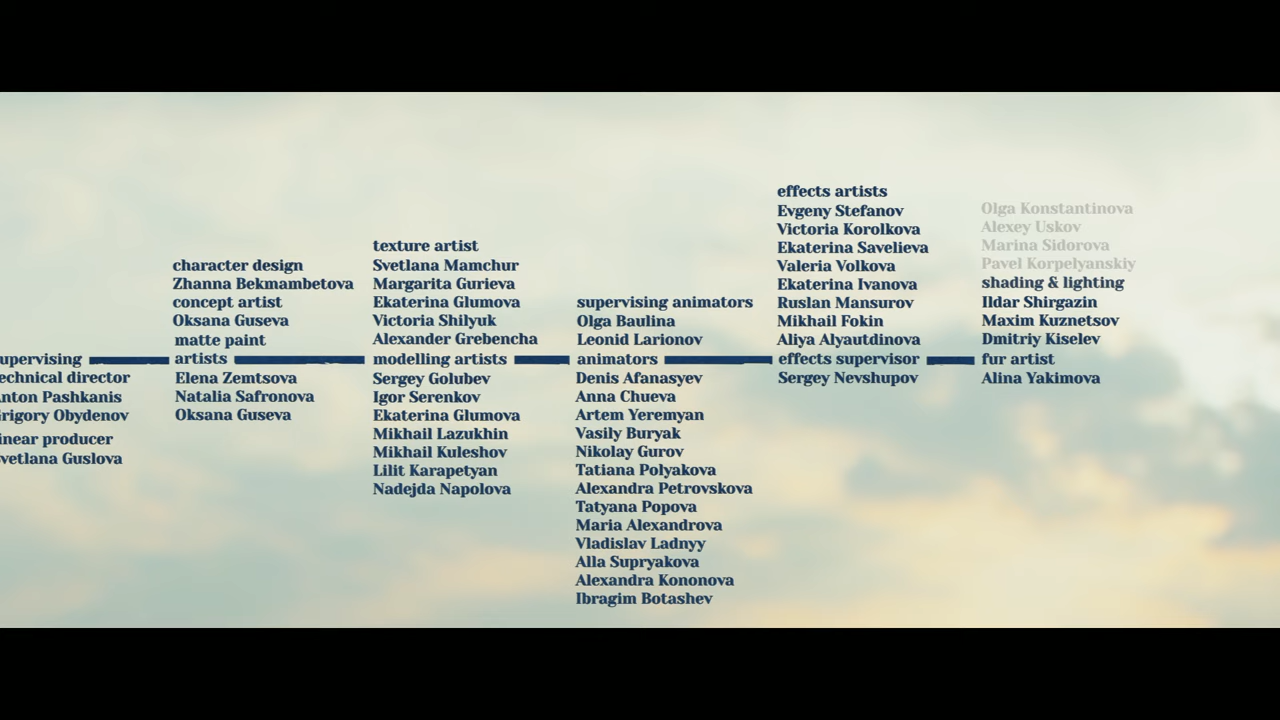 upervising
echnical director
nton Pashkanis
rigory Obydenov
inear producer
vetlana Guslova
character design
Zhanna Bekmambetova
concept artist
Oksana Guseva
matte paint
artists
Elena Zemtsova
Natalia Safronova
Oksana Guseva
texture artist
Svetlana Mamchur
Margarita Gurieva
Ekaterina Glumova
Victoria Shilyuk
Alexander Grebencha
modelling artists
Sergey Golubev
Igor Serenkov
Ekaterina Glumova
Mikhail Lazukhin
Mikhail Kuleshov
Lilit Karapetyan
Nadejda Napolova
supervising animators
Olga Baulina
Leonid Larionov
animators
Denis Afanasyev
Anna Chueva
Artem Yeremyan
Vasily Buryak
Nikolay Gurov
Tatiana Polyakova
Alexandra Petrovskova
Tatyana Popova
Maria Alexandrova
Vladislav Ladnyy
Alla Supryakova
Alexandra Kononova
Ibragim Botashev
effects artists
Evgeny Stefanov
Victoria Korolkova
Ekaterina Savelieva
Valeria Volkova
Ekaterina Ivanova
Ruslan Mansurov
Mikhail Fokin
Aliya Alyautdinova
effects supervisor
Sergey Nevshupov
Olga Konstantinova
Alexey Uskov
Marina Sidorova
Pavel Korpelyanskiy
shading & lighting
Ildar Shirgazin
Maxim Kuznetsov
Dmitriy Kiselev
fur artist
Alina Yakimova